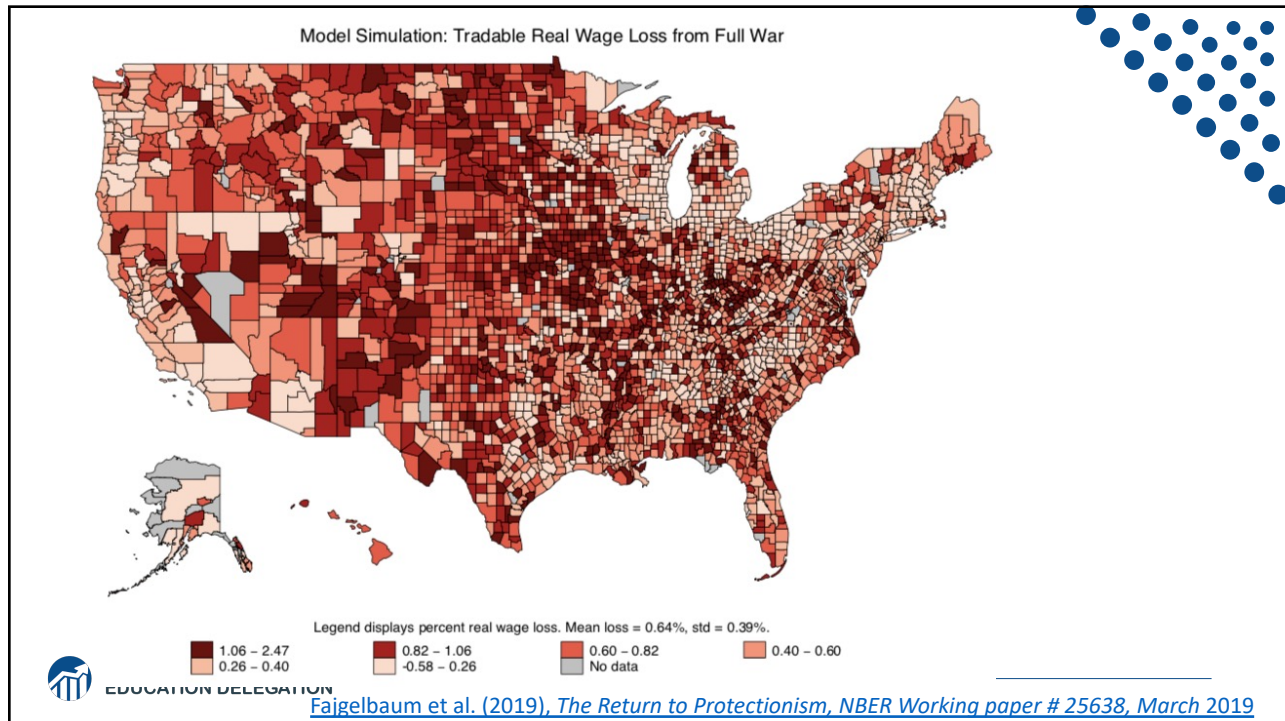 Model Simulation: Tradable Real Wage Loss from Full War
Legend displays percent real wage loss. Mean loss = 0.64%, std = 0.39%.
1.06 – 2.47
0.82 – 1.06
0.60 – 0.82
0.40 – 0.60
0.26 – 0.40
-0.58 – 0.26
No data
EDUCATION DELEGATION
Fajgelbaum et al. (2019), The Return to Protectionism, NBER Working paper # 25638, March 2019